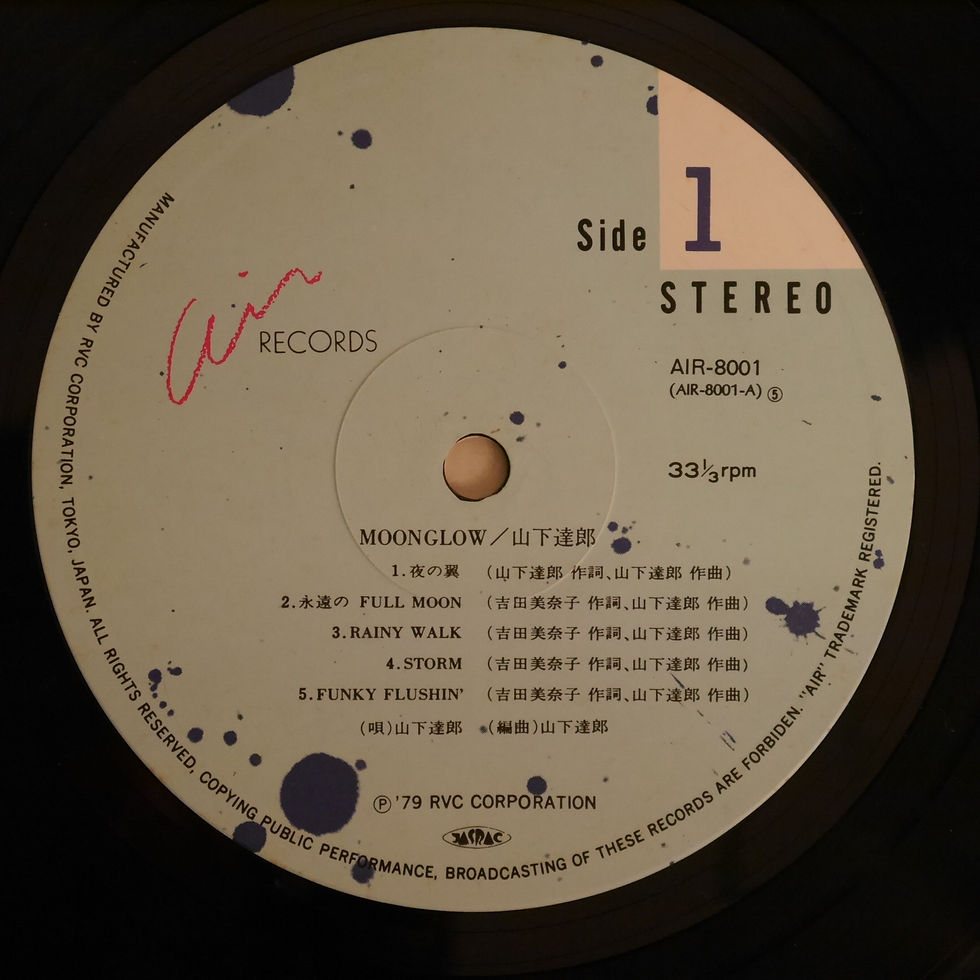 Side 1
STEREO
Air
RECORDS
AIR-8001
(AIR-8001-A) ⑤
33⅓rpm
MOONGLOW／山下達郎
1.夜の翼 (山下達郎 作詞、山下達郎 作曲)
2.永遠の FULL MOON (吉田美奈子 作詞、山下達郎 作曲)
3.RAINY WALK (吉田美奈子 作詞、山下達郎 作曲)
4.STORM (吉田美奈子 作詞、山下達郎 作曲)
5.FUNKY FLUSHIN' (吉田美奈子 作詞、山下達郎 作曲)
(唄)山下達郎 (編曲)山下達郎
Ⓟ '79 RVC CORPORATION
JASRAC
MANUFACTURED BY RVC CORPORATION, TOKYO, JAPAN. ALL RIGHTS RESERVED, COPYING PUBLIC PERFORMANCE, BROADCASTING OF THESE RECORDS ARE FORBIDEN. "AIR" TRADEMARK REGISTERED.